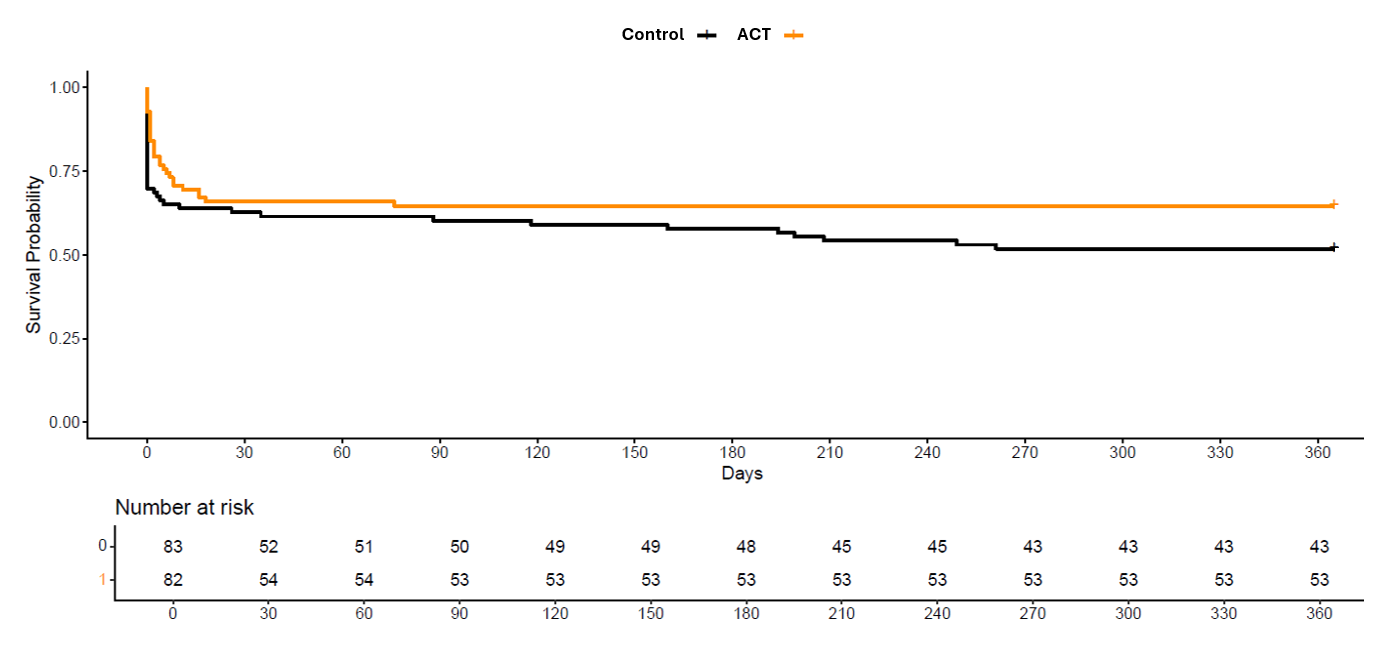 Control ACT
1.00
0.75
0.50
0.25
0.00
Survival Probability
0 30 60 90 120 150 180 210 240 270 300 330 360
Days
Number at risk
0 83 52 51 50 49 49 48 45 45 43 43 43 43
1 82 54 54 53 53 53 53 53 53 53 53 53 53
0 30 60 90 120 150 180 210 240 270 300 330 360